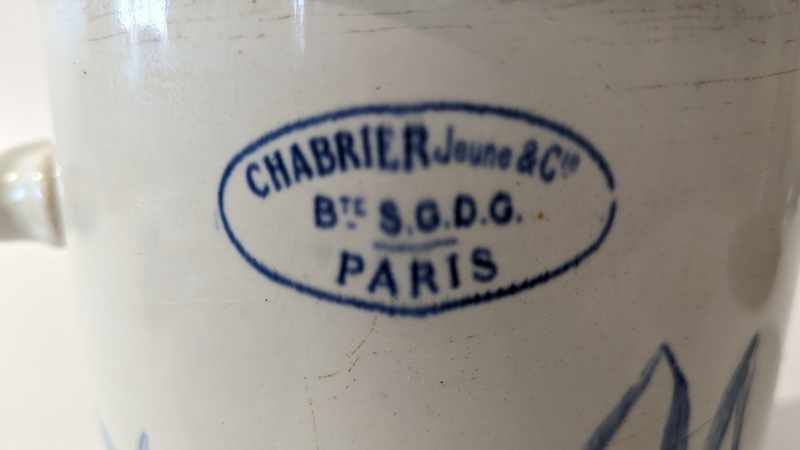 CHABRIER Jeune & Cie
BTE S.G.D.G.
PARIS